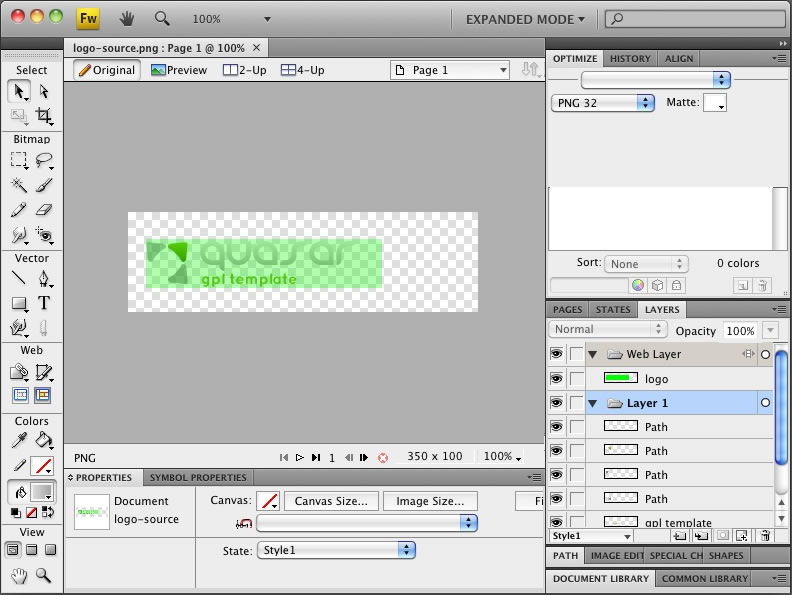 Fw
100%
EXPANDED MODE
logo-source.png : Page 1 @ 100%
Select
Original
Preview
2-Up
4-Up
Page 1
Bitmap
Vector
T
Web
Colors
View
quasar
gpl template
PNG
1
350 x 100
100%
PROPERTIES
SYMBOL PROPERTIES
Document
logo-source
Canvas:
Canvas Size...
Image Size...
Fi
State:
Style1
OPTIMIZE
HISTORY
ALIGN
PNG 32
Matte:
Sort:
None
0 colors
PAGES
STATES
LAYERS
Normal
Opacity
100%
Web Layer
logo
Layer 1
Path
Path
Path
Path
gpl template
Style1
PATH
IMAGE EDIT
SPECIAL CH
SHAPES
DOCUMENT LIBRARY
COMMON LIBRARY